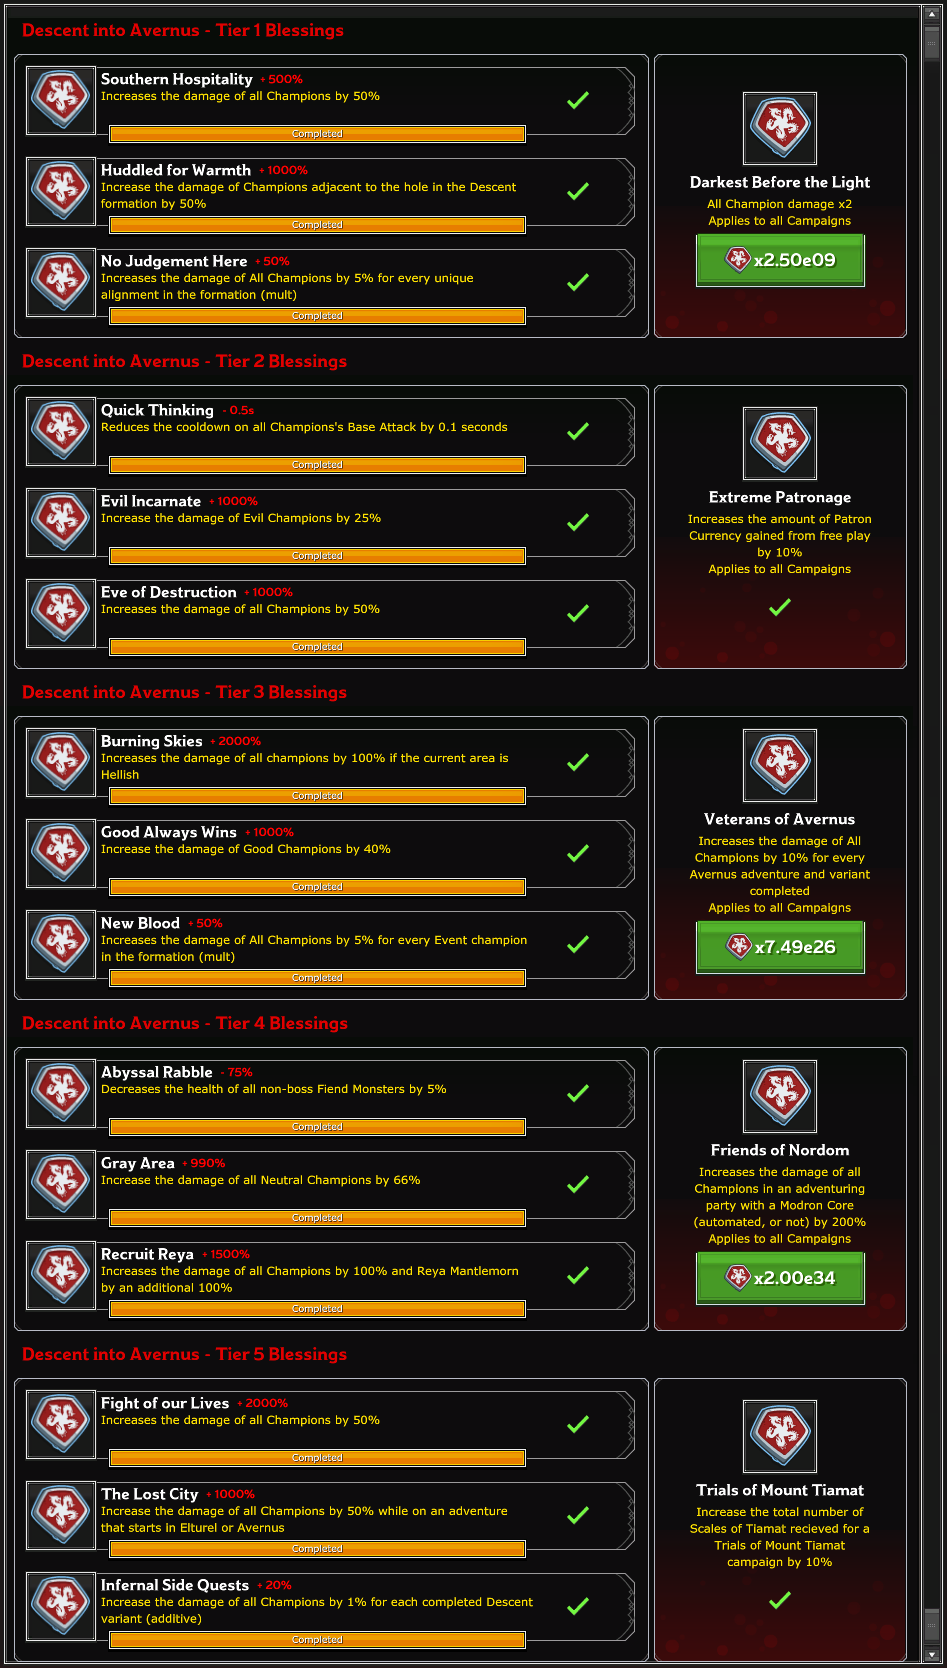 Descent into Avernus - Tier 1 Blessings
Southern Hospitality + 500%
Increases the damage of all Champions by 50%
Completed
Huddled for Warmth + 1000%
Increase the damage of Champions adjacent to the hole in the Descent
formation by 50%
Completed
No Judgement Here + 50%
Increases the damage of All Champions by 5% for every unique
alignment in the formation (mult)
Completed
Darkest Before the Light
All Champion damage x2
Applies to all Campaigns
x2.50e09
Descent into Avernus - Tier 2 Blessings
Quick Thinking - 0.5s
Reduces the cooldown on all Champions's Base Attack by 0.1 seconds
Completed
Evil Incarnate + 1000%
Increase the damage of Evil Champions by 25%
Completed
Eve of Destruction + 1000%
Increases the damage of all Champions by 50%
Completed
Extreme Patronage
Increases the amount of Patron
Currency gained from free play
by 10%
Applies to all Campaigns
Descent into Avernus - Tier 3 Blessings
Burning Skies + 2000%
Increases the damage of all champions by 100% if the current area is
Hellish
Completed
Good Always Wins + 1000%
Increase the damage of Good Champions by 40%
Completed
New Blood + 50%
Increases the damage of All Champions by 5% for every Event champion
in the formation (mult)
Completed
Veterans of Avernus
Increases the damage of All
Champions by 10% for every
Avernus adventure and variant
completed
Applies to all Campaigns
x7.49e26
Descent into Avernus - Tier 4 Blessings
Abyssal Rabble - 75%
Decreases the health of all non-boss Fiend Monsters by 5%
Completed
Gray Area + 990%
Increase the damage of all Neutral Champions by 66%
Completed
Recruit Reya + 1500%
Increases the damage of all Champions by 100% and Reya Mantlemorn
by an additional 100%
Completed
Friends of Nordom
Increases the damage of all
Champions in an adventuring
party with a Modron Core
(automated, or not) by 200%
Applies to all Campaigns
x2.00e34
Descent into Avernus - Tier 5 Blessings
Fight of our Lives + 2000%
Increases the damage of all Champions by 50%
Completed
The Lost City + 1000%
Increase the damage of all Champions by 50% while on an adventure
that starts in Elturel or Avernus
Completed
Infernal Side Quests + 20%
Increase the damage of all Champions by 1% for each completed Descent
variant (additive)
Completed
Trials of Mount Tiamat
Increase the total number of
Scales of Tiamat recieved for a
Trials of Mount Tiamat
campaign by 10%